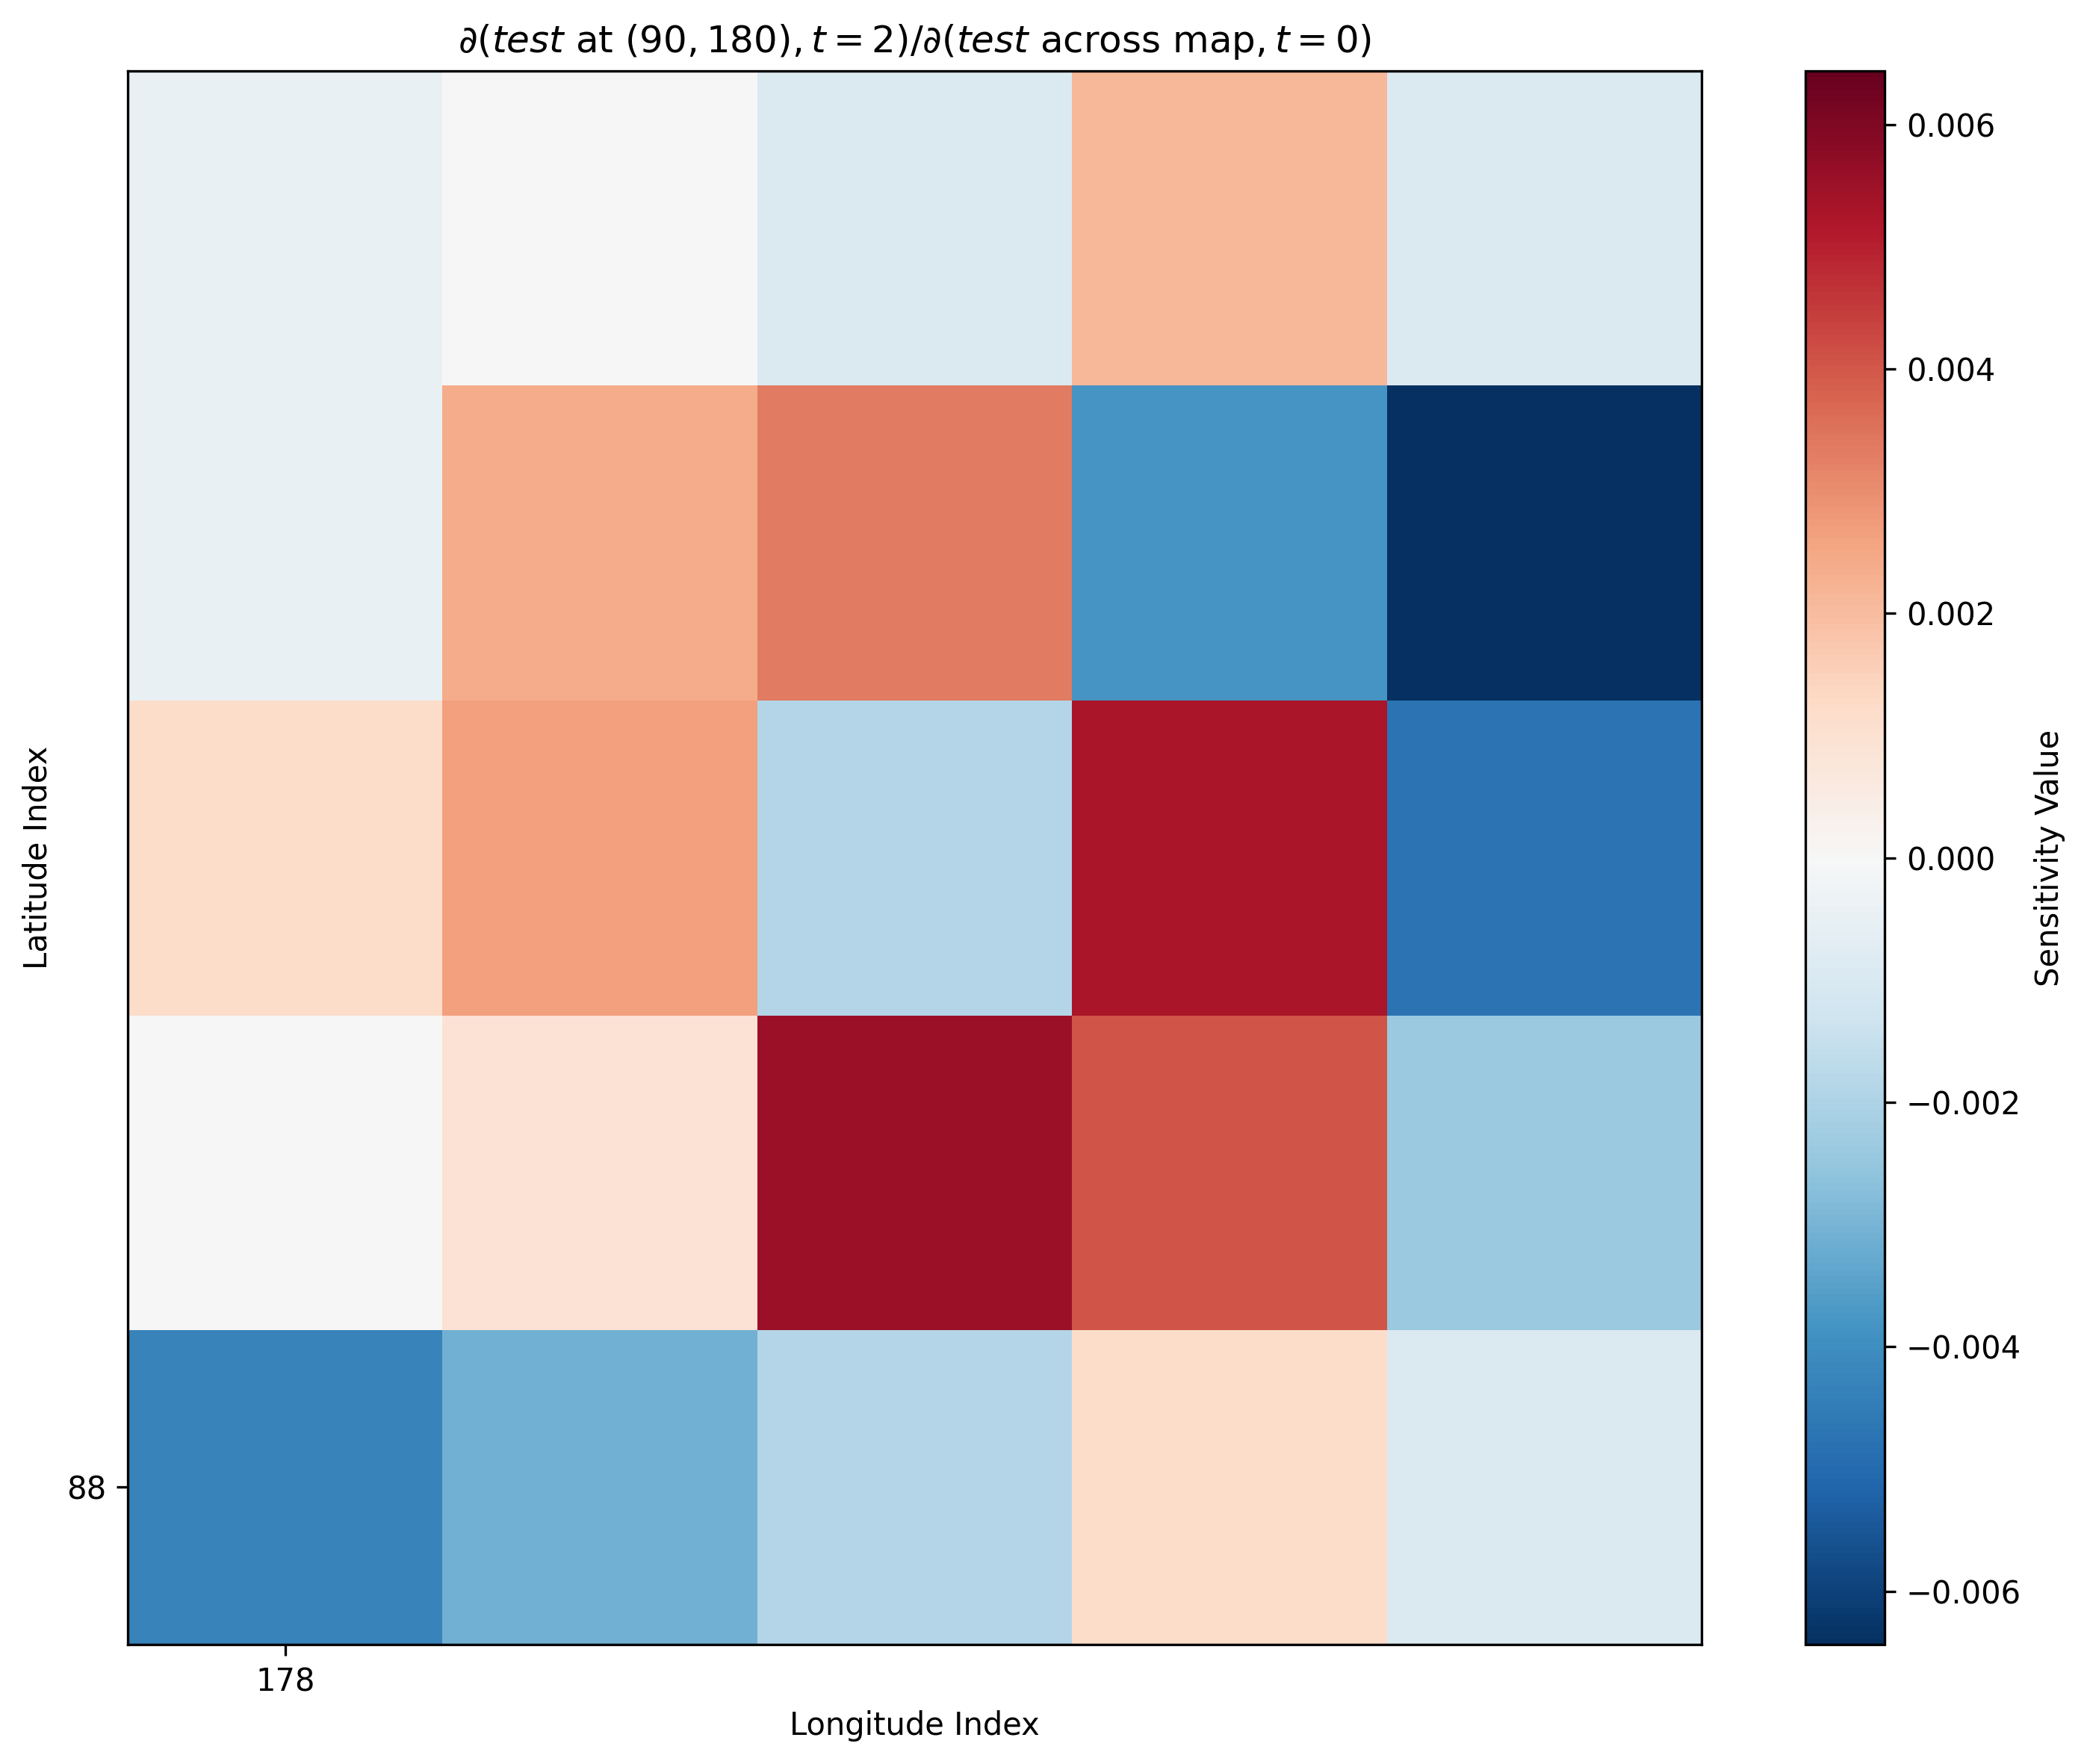 ∂(test at (90, 180), t = 2)/∂(test across map, t = 0)
0.006
0.004
0.002
0.000
−0.002
−0.004
−0.006
Sensitivity Value
Latitude Index
88
178
Longitude Index